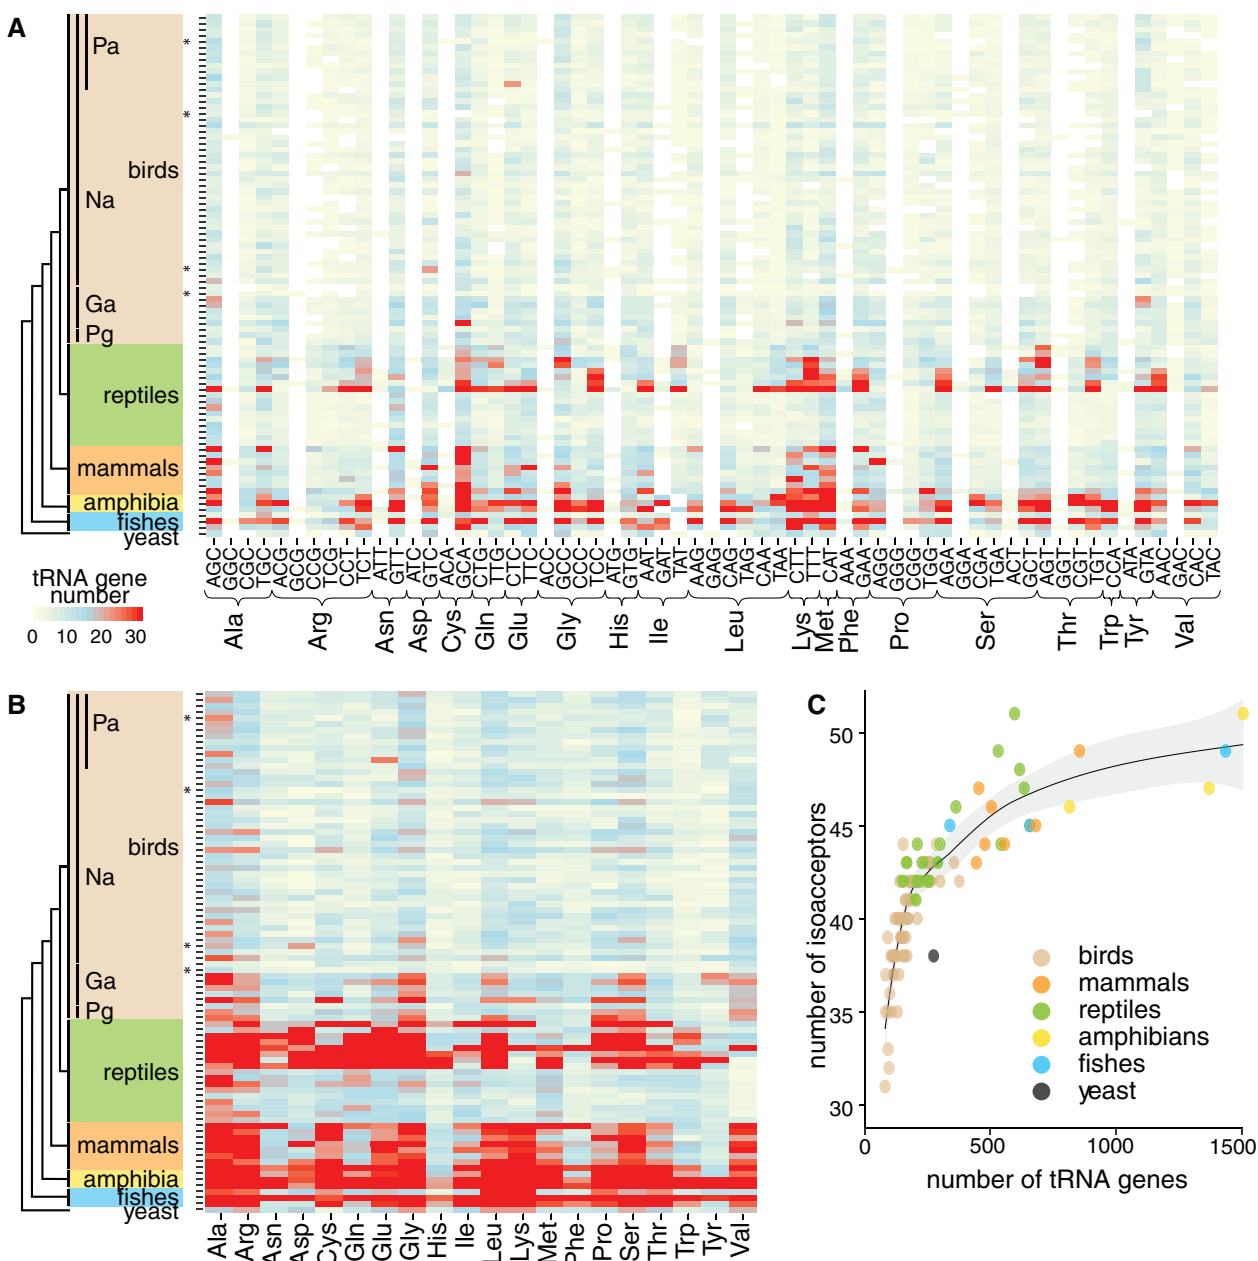 A
Pa
*
*
birds
Na
*
*
Ga
Pg
reptiles
mammals
amphibia
fishes
yeast
AGC GGC CGC TGC ACG GCG CCG TCG CCT TCT ATT GTT ATC GTC ACA GCA CTG TTG CTC TTC ACC GCC CCC TCC ATG GTG AAT GAT TAT AAG GAG CAG TAG CAA TAA CTT TTT CAT AAA GAA AGG GGG CGG TGG AGA GGA CGA TGA ACT GCT AGT GGT CGT TGT CCA ATA GTA AAC GAC CAC TAC
Ala Arg Asn Asp Cys Gln Glu Gly His Ile Leu Lys Met Phe Pro Ser Thr Trp Tyr Val
tRNA gene
number
0 10 20 30
B
Pa
*
*
birds
Na
*
*
Ga
Pg
reptiles
mammals
amphibia
fishes
yeast
Ala Arg Asn Asp Cys Gln Glu Gly His Ile Leu Lys Met Phe Pro Ser Thr Trp Tyr Val
C
number of isoacceptors
50
45
40
35
30
birds
mammals
reptiles
amphibians
fishes
yeast
0 500 1000 1500
number of tRNA genes